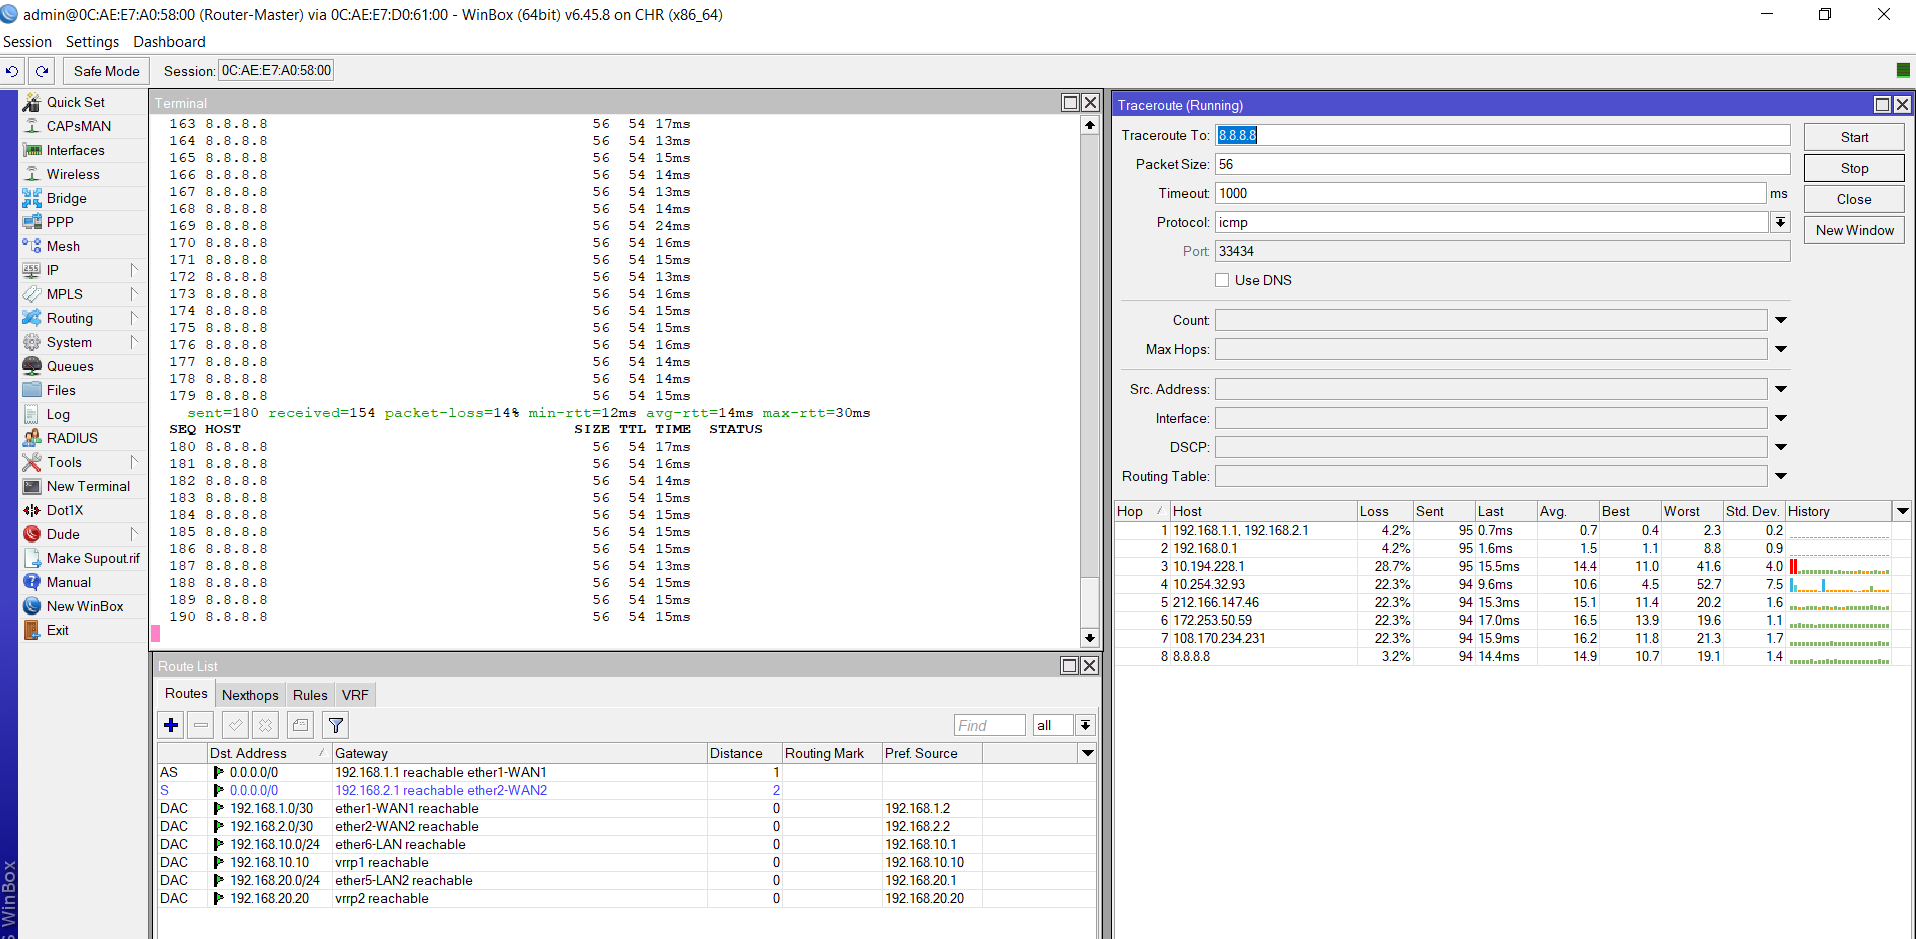 admin@0C:AE:E7:A0:58:00 (Router-Master) via 0C:AE:E7:D0:61:00 - WinBox (64bit) v6.45.8 on CHR (x86_64)
Session Settings Dashboard
Safe Mode Session: 0C:AE:E7:A0:58:00
Quick Set
CAPsMAN
Interfaces
Wireless
Bridge
PPP
Mesh
IP
MPLS
Routing
System
Queues
Files
Log
RADIUS
Tools
New Terminal
Dot1X
Dude
Make Supout.rif
Manual
New WinBox
Exit
s WinBox
Terminal
163 8.8.8.8 56 54 17ms
164 8.8.8.8 56 54 13ms
165 8.8.8.8 56 54 15ms
166 8.8.8.8 56 54 14ms
167 8.8.8.8 56 54 13ms
168 8.8.8.8 56 54 14ms
169 8.8.8.8 56 54 24ms
170 8.8.8.8 56 54 16ms
171 8.8.8.8 56 54 15ms
172 8.8.8.8 56 54 13ms
173 8.8.8.8 56 54 16ms
174 8.8.8.8 56 54 15ms
175 8.8.8.8 56 54 15ms
176 8.8.8.8 56 54 16ms
177 8.8.8.8 56 54 14ms
178 8.8.8.8 56 54 14ms
179 8.8.8.8 56 54 15ms
sent=180 received=154 packet-loss=14% min-rtt=12ms avg-rtt=14ms max-rtt=30ms
SEQ HOST SIZE TTL TIME STATUS
180 8.8.8.8 56 54 17ms
181 8.8.8.8 56 54 16ms
182 8.8.8.8 56 54 14ms
183 8.8.8.8 56 54 15ms
184 8.8.8.8 56 54 15ms
185 8.8.8.8 56 54 15ms
186 8.8.8.8 56 54 15ms
187 8.8.8.8 56 54 13ms
188 8.8.8.8 56 54 15ms
189 8.8.8.8 56 54 15ms
190 8.8.8.8 56 54 15ms
Route List
Routes Nexthops Rules VRF
Find all
Dst. Address Gateway Distance Routing Mark Pref. Source
AS 0.0.0.0/0 192.168.1.1 reachable ether1-WAN1 1
S 0.0.0.0/0 192.168.2.1 reachable ether2-WAN2 2
DAC 192.168.1.0/30 ether1-WAN1 reachable 0 192.168.1.2
DAC 192.168.2.0/30 ether2-WAN2 reachable 0 192.168.2.2
DAC 192.168.10.0/24 ether6-LAN reachable 0 192.168.10.1
DAC 192.168.10.10 vrrp1 reachable 0 192.168.10.10
DAC 192.168.20.0/24 ether5-LAN2 reachable 0 192.168.20.1
DAC 192.168.20.20 vrrp2 reachable 0 192.168.20.20
Traceroute (Running)
Traceroute To: 8.8.8.8 Start
Packet Size: 56 Stop
Timeout: 1000 ms Close
Protocol: icmp New Window
Port: 33434
Use DNS
Count:
Max Hops:
Src. Address:
Interface:
DSCP:
Routing Table:
Hop Host Loss Sent Last Avg. Best Worst Std. Dev. History
1 192.168.1.1, 192.168.2.1 4.2% 95 0.7ms 0.7 0.4 2.3 0.2
2 192.168.0.1 4.2% 95 1.6ms 1.5 1.1 8.8 0.9
3 10.194.228.1 28.7% 95 15.5ms 14.4 11.0 41.6 4.0
4 10.254.32.93 22.3% 94 9.6ms 10.6 4.5 52.7 7.5
5 212.166.147.46 22.3% 94 15.3ms 15.1 11.4 20.2 1.6
6 172.253.50.59 22.3% 94 17.0ms 16.5 13.9 19.6 1.1
7 108.170.234.231 22.3% 94 15.9ms 16.2 11.8 21.3 1.7
8 8.8.8.8 3.2% 94 14.4ms 14.9 10.7 19.1 1.4